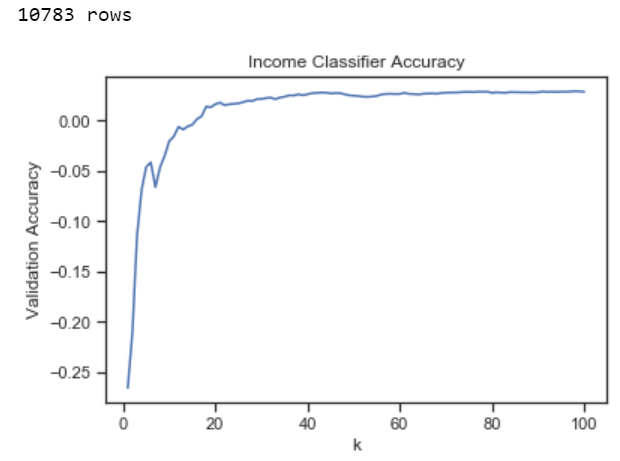 10783 rows
Income Classifier Accuracy
0.00
−0.05
−0.10
−0.15
−0.20
−0.25
Validation Accuracy
0 20 40 60 80 100
k